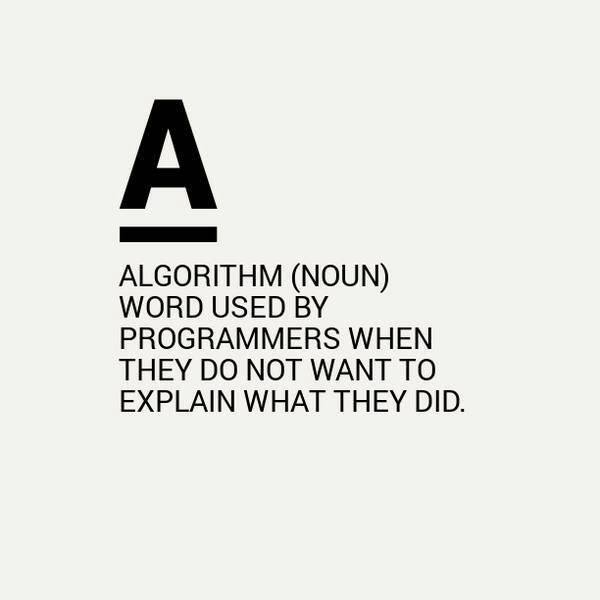 A
ALGORITHM (NOUN)
WORD USED BY
PROGRAMMERS WHEN
THEY DO NOT WANT TO
EXPLAIN WHAT THEY DID.